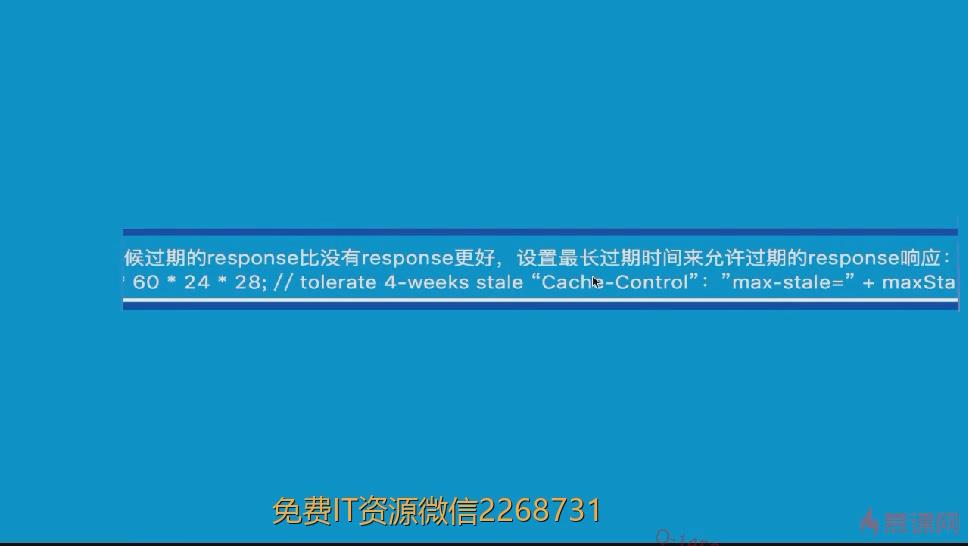 候过期的response比没有response更好，设置最长过期时间来允许过期的response响应：
60 * 24 * 28; // tolerate 4-weeks stale “Cache-Control”：”max-stale=” + maxSta
免费IT资源微信2268731
慕课网